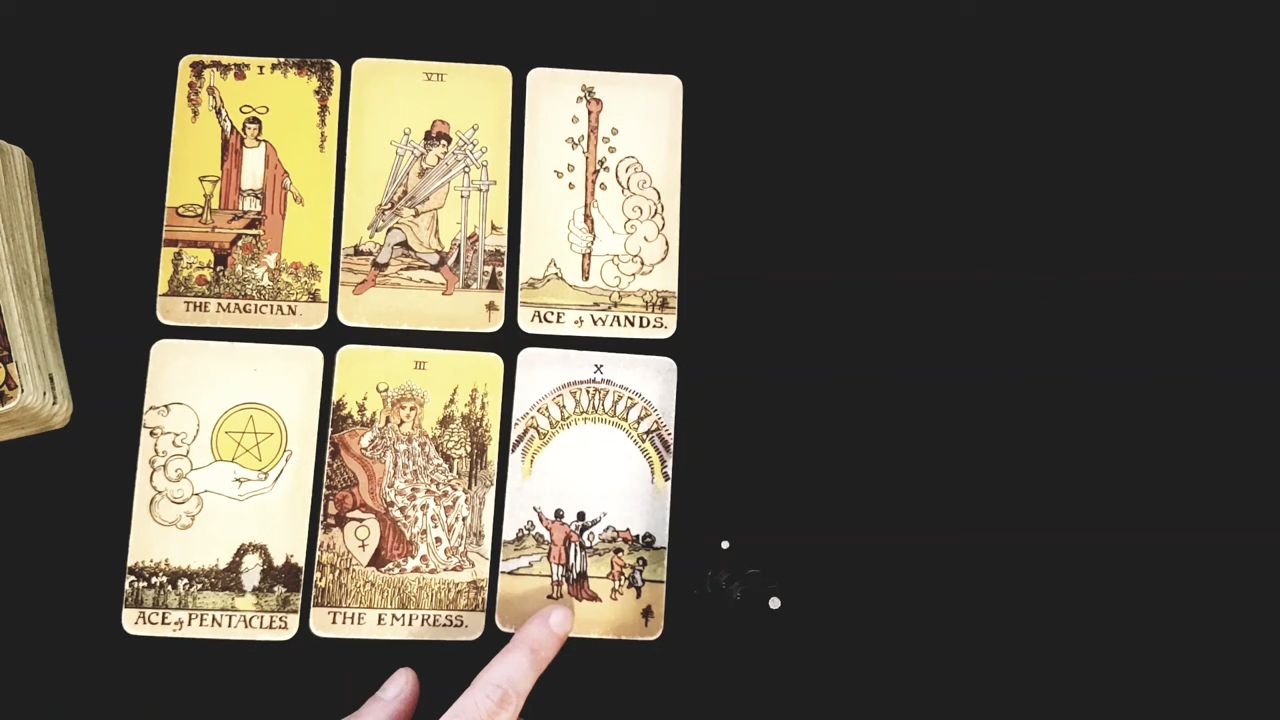 I
VII
THE MAGICIAN.
ACE of WANDS.
III
X
ACE of PENTACLES.
THE EMPRESS.